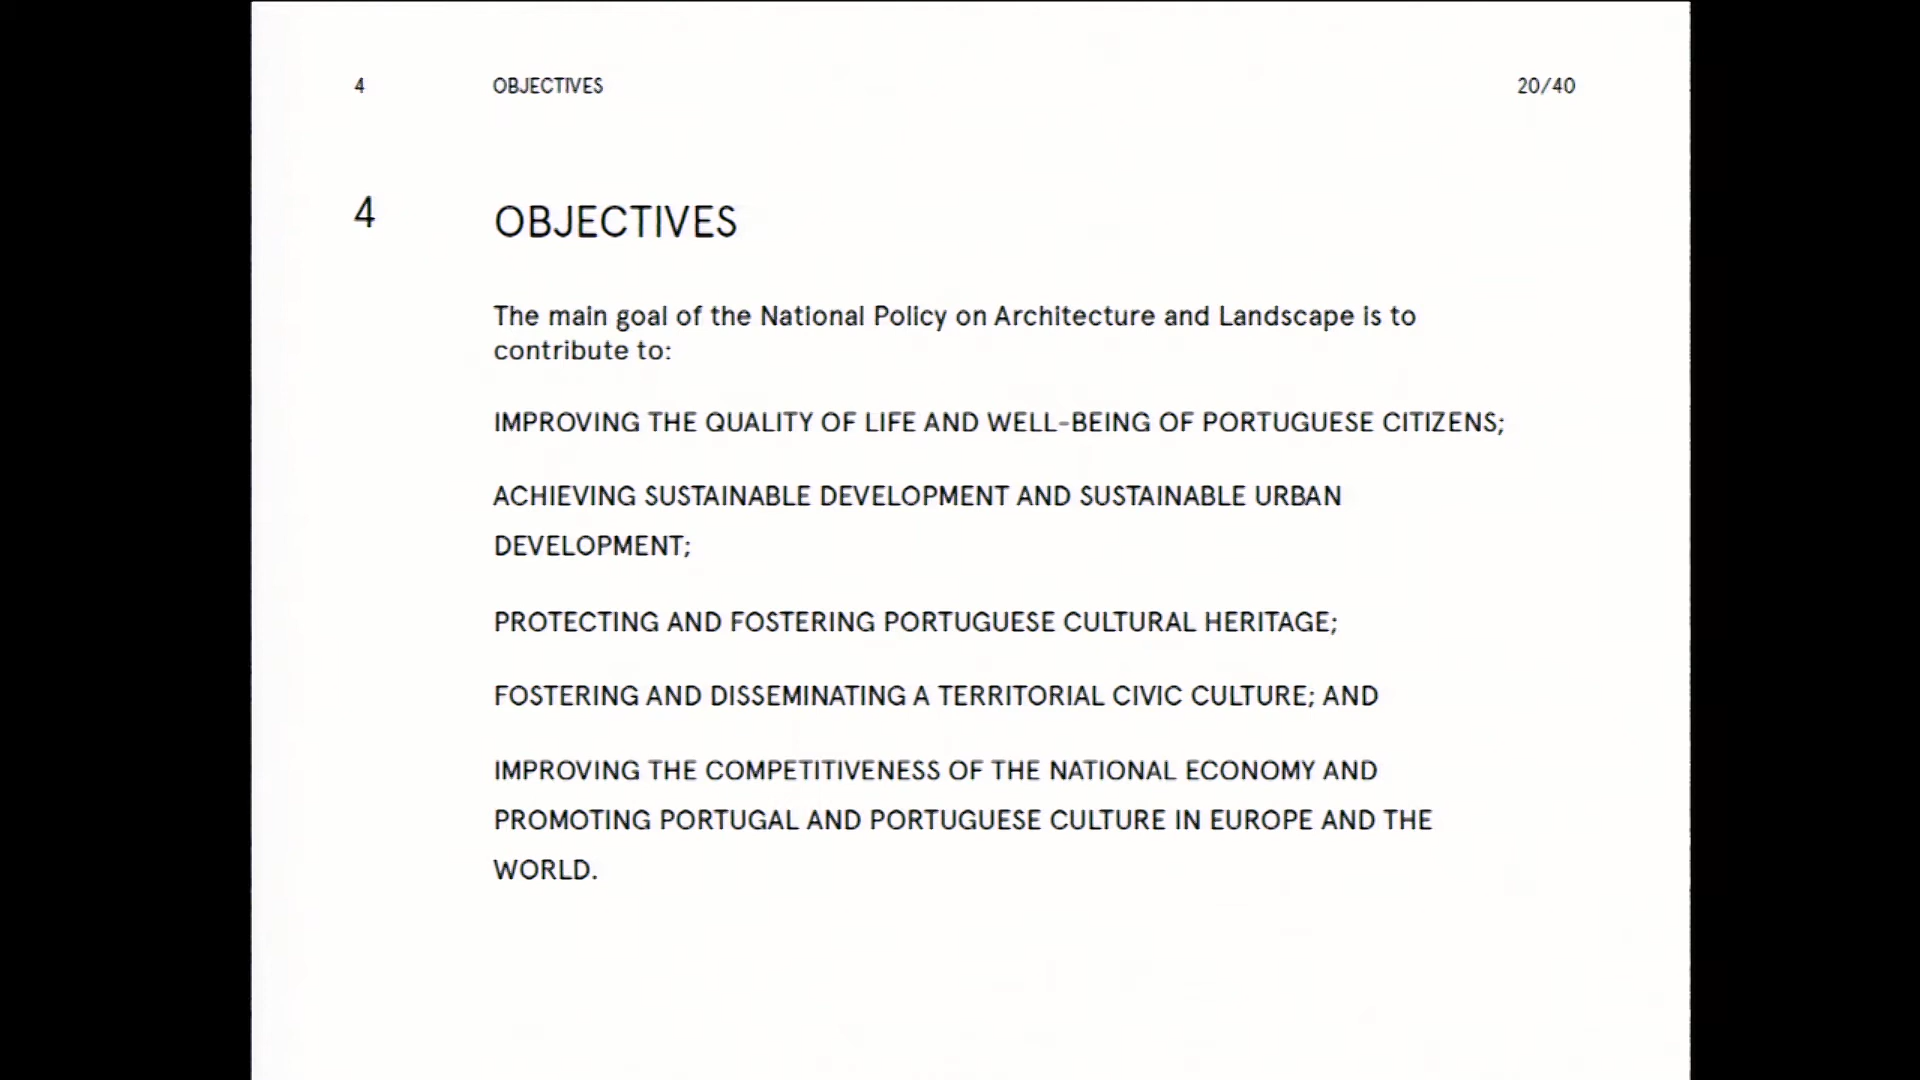 4 OBJECTIVES 20/40
4 OBJECTIVES
The main goal of the National Policy on Architecture and Landscape is to
contribute to:
IMPROVING THE QUALITY OF LIFE AND WELL-BEING OF PORTUGUESE CITIZENS;
ACHIEVING SUSTAINABLE DEVELOPMENT AND SUSTAINABLE URBAN
DEVELOPMENT;
PROTECTING AND FOSTERING PORTUGUESE CULTURAL HERITAGE;
FOSTERING AND DISSEMINATING A TERRITORIAL CIVIC CULTURE; AND
IMPROVING THE COMPETITIVENESS OF THE NATIONAL ECONOMY AND
PROMOTING PORTUGAL AND PORTUGUESE CULTURE IN EUROPE AND THE
WORLD.